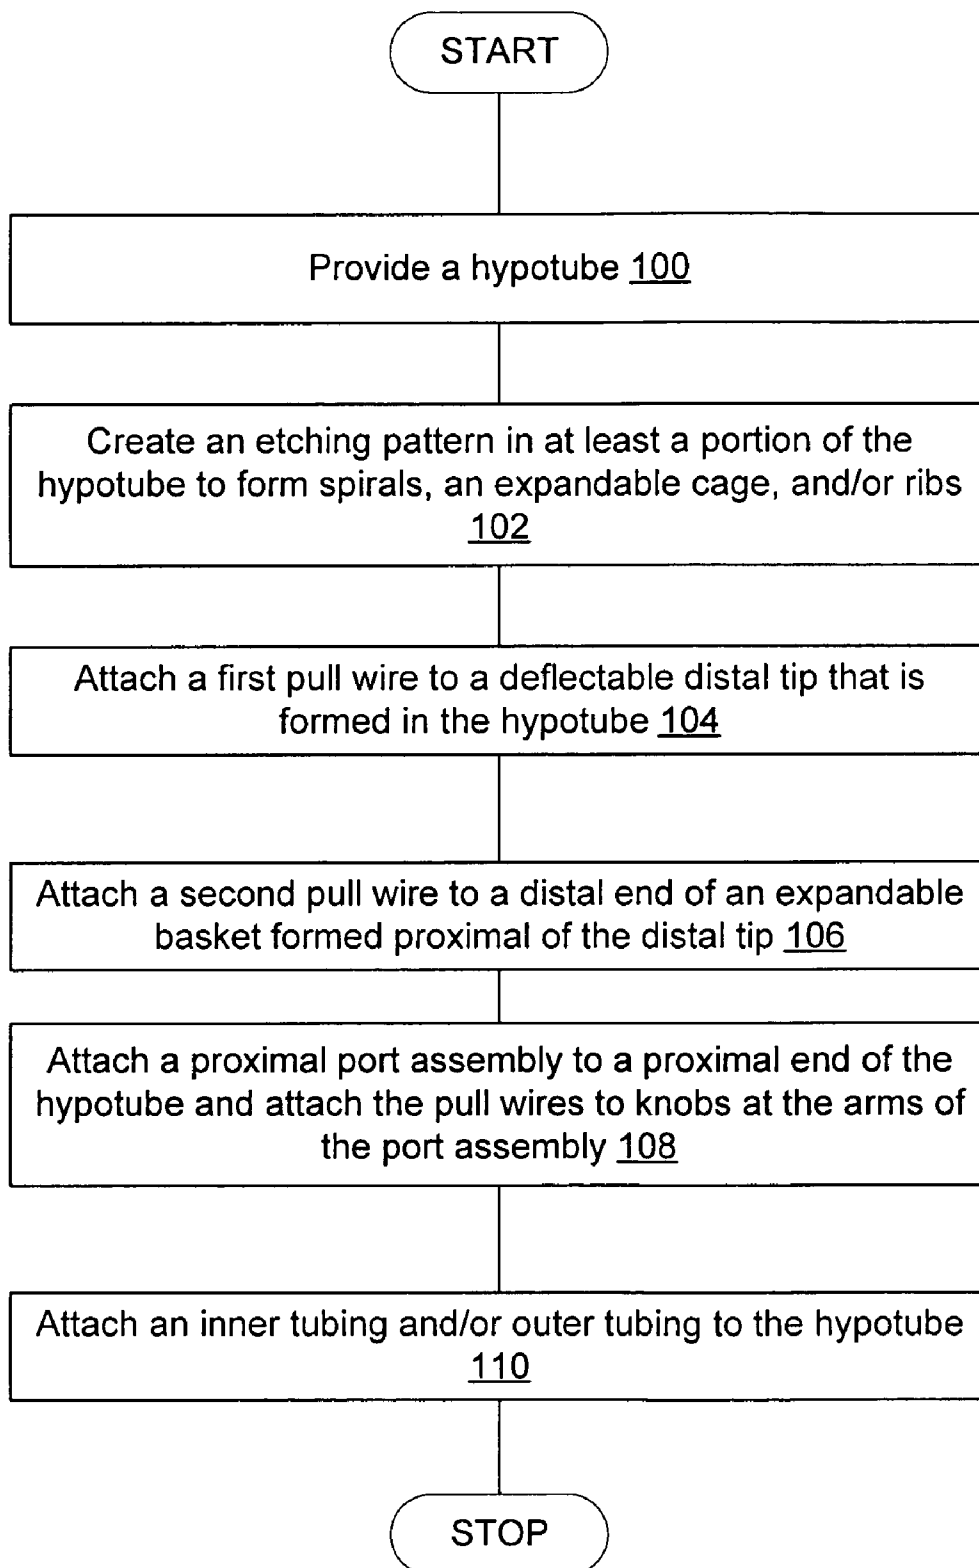 START
Provide a hypotube 100
Create an etching pattern in at least a portion of the
hypotube to form spirals, an expandable cage, and/or ribs
102
Attach a first pull wire to a deflectable distal tip that is
formed in the hypotube 104
Attach a second pull wire to a distal end of an expandable
basket formed proximal of the distal tip 106
Attach a proximal port assembly to a proximal end of the
hypotube and attach the pull wires to knobs at the arms of
the port assembly 108
Attach an inner tubing and/or outer tubing to the hypotube
110
STOP